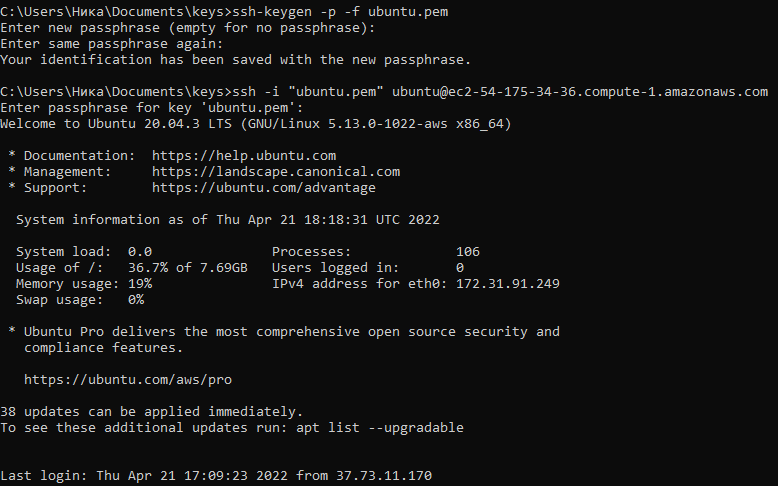 C:\Users\Ника\Documents\keys>ssh-keygen -p -f ubuntu.pem
Enter new passphrase (empty for no passphrase):
Enter same passphrase again:
Your identification has been saved with the new passphrase.
C:\Users\Ника\Documents\keys>ssh -i "ubuntu.pem" ubuntu@ec2-54-175-34-36.compute-1.amazonaws.com
Enter passphrase for key 'ubuntu.pem':
Welcome to Ubuntu 20.04.3 LTS (GNU/Linux 5.13.0-1022-aws x86_64)
* Documentation:  https://help.ubuntu.com
* Management:     https://landscape.canonical.com
* Support:        https://ubuntu.com/advantage
System information as of Thu Apr 21 18:18:31 UTC 2022
System load:  0.0               Processes:             106
Usage of /:   36.7% of 7.69GB   Users logged in:       0
Memory usage: 19%               IPv4 address for eth0: 172.31.91.249
Swap usage:   0%
* Ubuntu Pro delivers the most comprehensive open source security and
compliance features.
https://ubuntu.com/aws/pro
38 updates can be applied immediately.
To see these additional updates run: apt list --upgradable
Last login: Thu Apr 21 17:09:23 2022 from 37.73.11.170